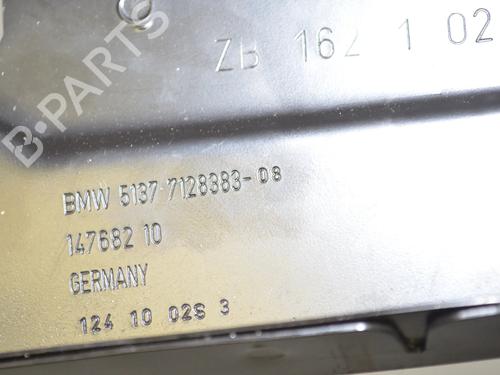 B-PARTS
ZB 162 1 02
BMW 5137 7128383-08
147682 10
GERMANY
124 10 02S 3